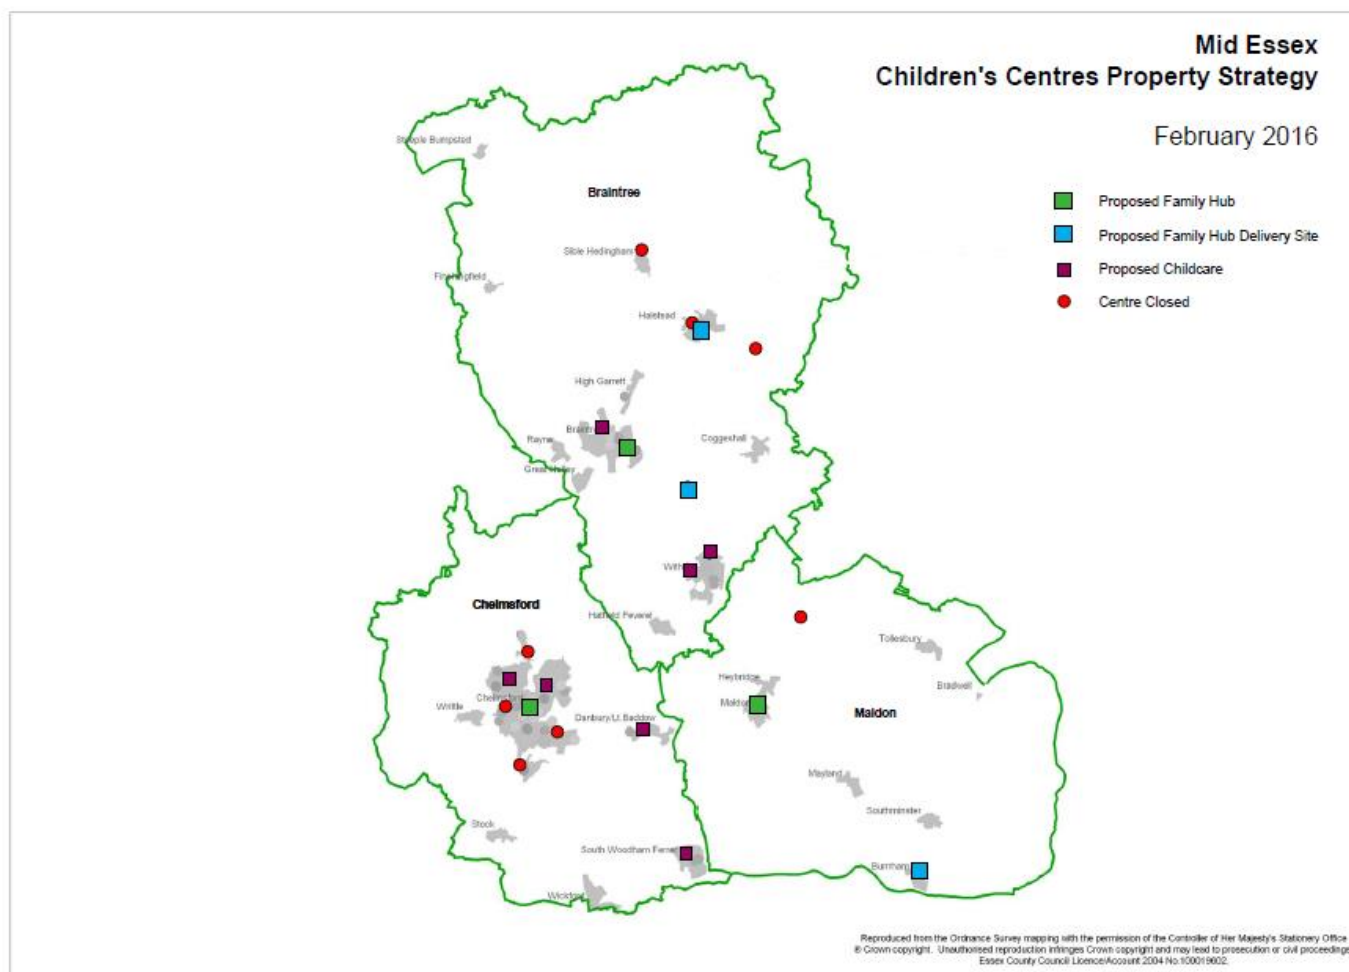 Mid Essex
Children's Centres Property Strategy
February 2016
Proposed Family Hub
Proposed Family Hub Delivery Site
Proposed Childcare
Centre Closed
Steeple Bumpsted
Braintree
Sible Hedingham
Halstead
High Garrett
Rayne
Coggeshall
Chelmsford
Hatfield Peverel
Tollesbury
Heybridge
Bradwell
Maldon
Maldon
Writtle
Danbury/Lt. Baddow
Mayland
Southminster
Stock
South Woodham Ferrer
Burnham
Wickford
Reproduced from the Ordnance Survey mapping with the permission of the Controller of Her Majesty's Stationery Office
© Crown copyright. Unauthorised reproduction infringes Crown copyright and may lead to prosecution or civil proceedings
Essex County Council Licence/Account 2004 No.100019602.